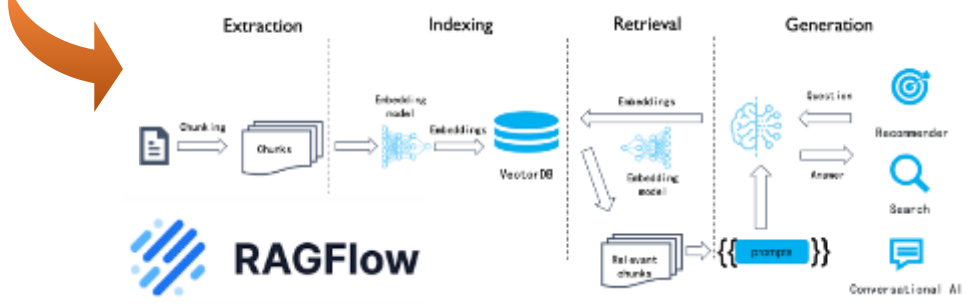 Extraction
Indexing
Retrieval
Generation
Chunking
Chunks
Embedding
model
Embeddings
VectorDB
Embeddings
Embedding
model
Relevant
chunks
{{ prompts }}
Question
Answer
Recommender
Search
Conversational AI
RAGFlow